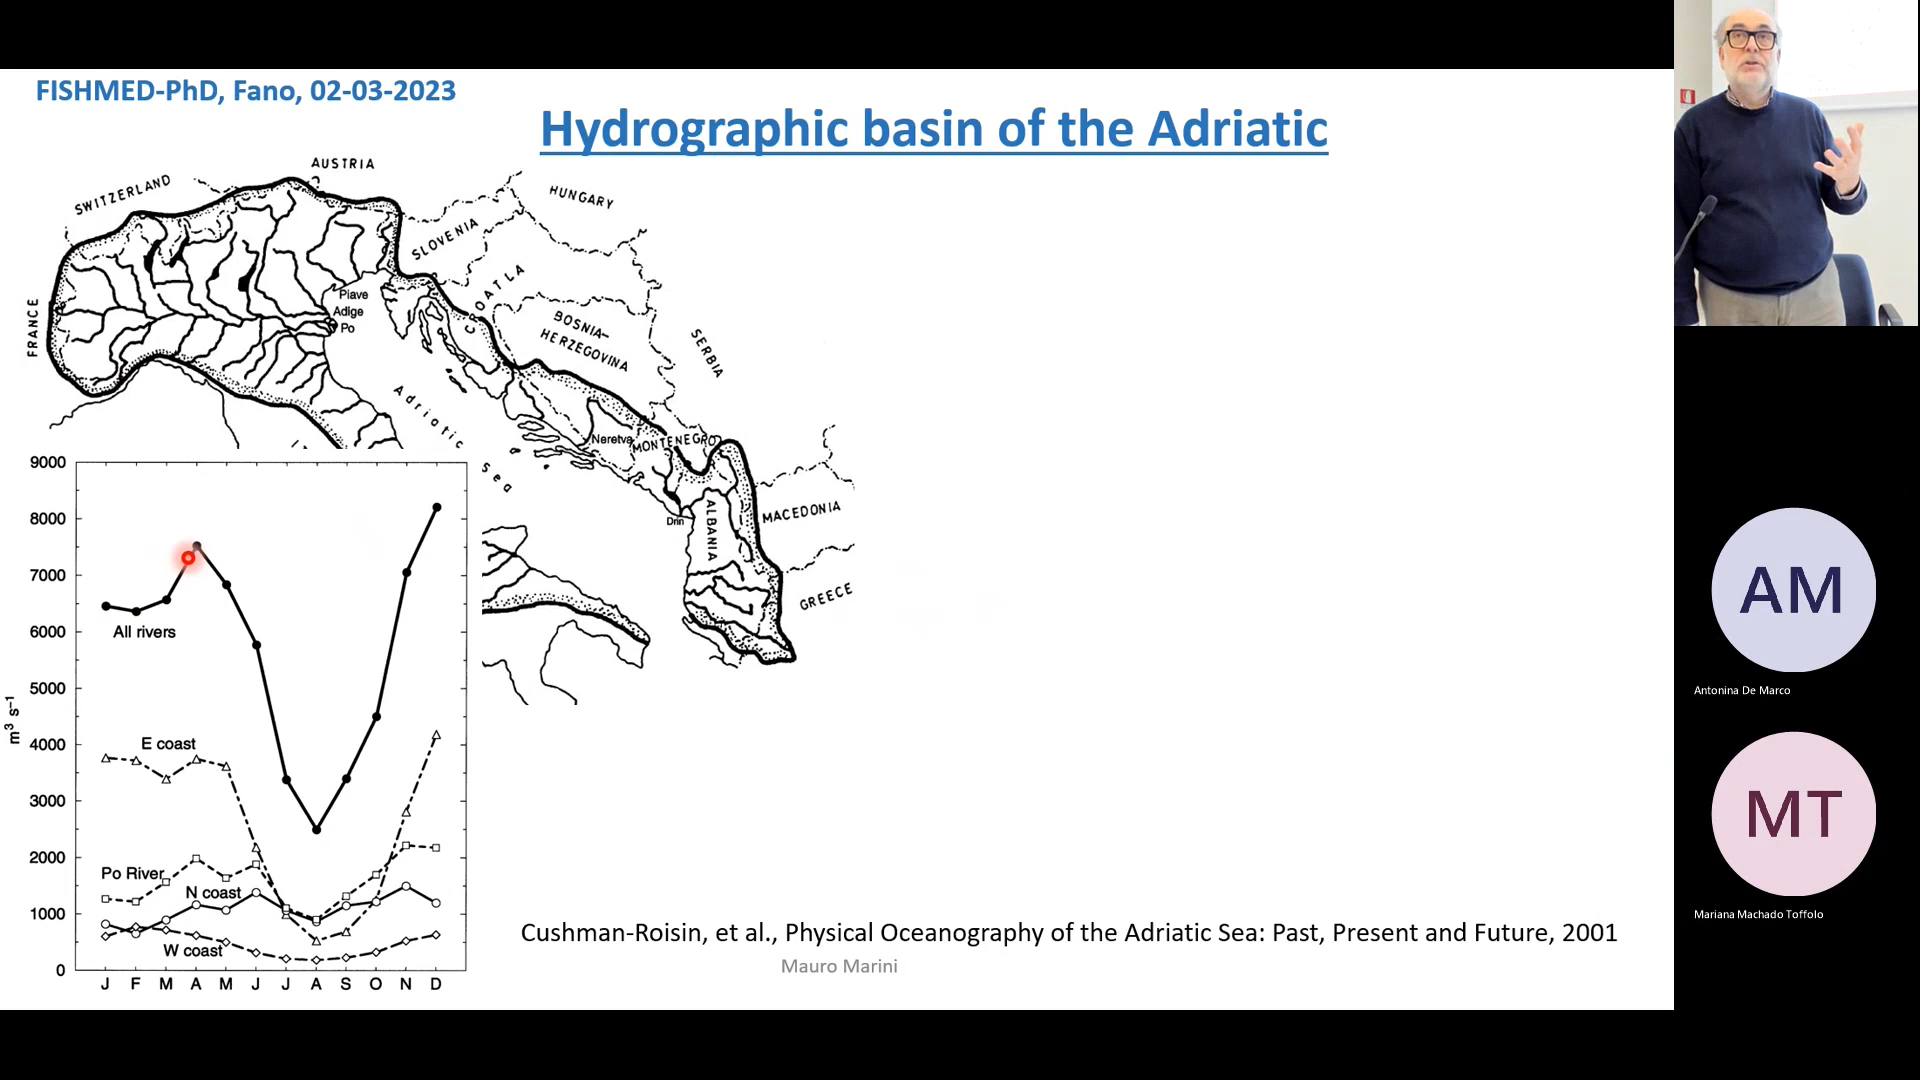 FISHMED-PhD, Fano, 02-03-2023
Hydrographic basin of the Adriatic
AUSTRIA
SWITZERLAND
HUNGARY
SLOVENIA
CROATLA
FRANCE
Piave
Adige
Po
BOSNIA-
HERZEGOVINA
SERBIA
Adriatic
sea
Neretva
MONTENEGRO
Drin
ALBANIA
MACEDONIA
GREECE
9000
8000
7000
6000
5000
4000
3000
2000
1000
0
m³ s⁻¹
All rivers
E coast
Po River
N coast
W coast
J F M A M J J A S O N D
Cushman-Roisin, et al., Physical Oceanography of the Adriatic Sea: Past, Present and Future, 2001
Mauro Marini
AM
Antonina De Marco
MT
Mariana Machado Toffolo